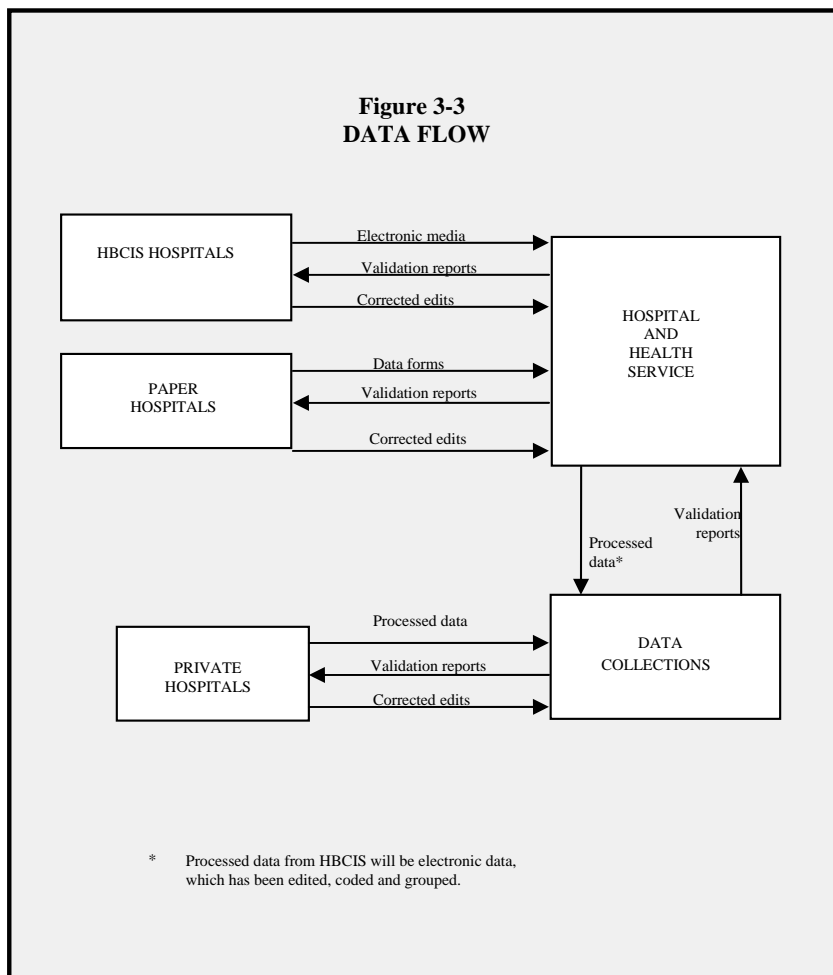 Figure 3-3
DATA FLOW
HBCIS HOSPITALS
Electronic media
Validation reports
Corrected edits
HOSPITAL
AND
HEALTH
SERVICE
PAPER
HOSPITALS
Data forms
Validation reports
Corrected edits
Processed
data*
Validation
reports
PRIVATE
HOSPITALS
Processed data
Validation reports
Corrected edits
DATA
COLLECTIONS
* Processed data from HBCIS will be electronic data,
which has been edited, coded and grouped.